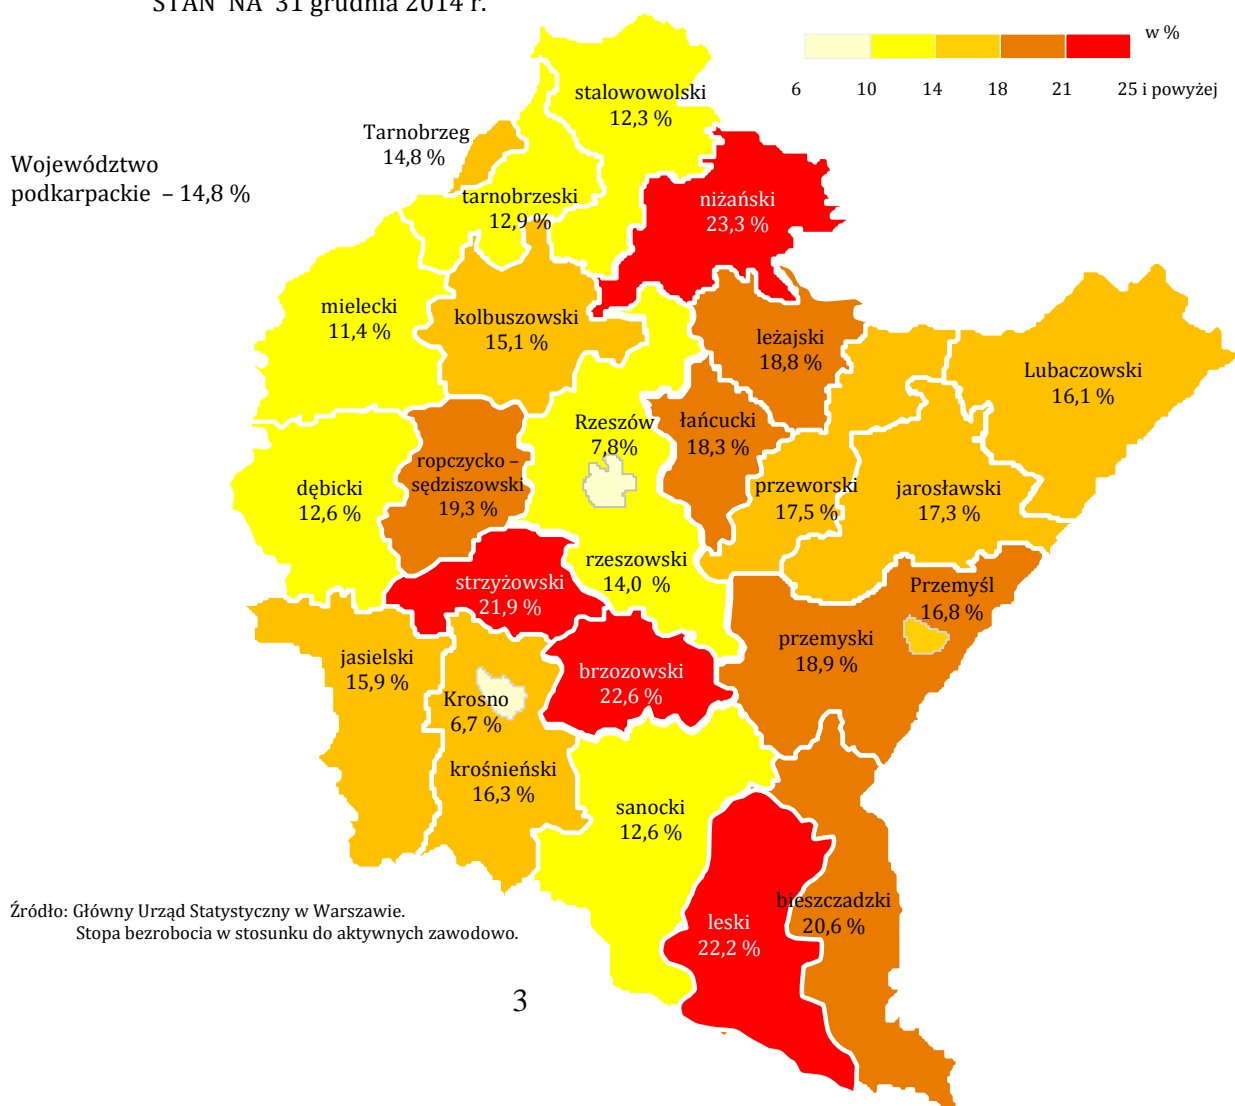 STAN NA 31 grudnia 2014 r.
w %
6 10 14 18 21 25 i powyżej
stalowowolski
12,3 %
Tarnobrzeg
14,8 %
Województwo
podkarpackie – 14,8 %
tarnobrzeski
12,9 %
niżański
23,3 %
mielecki
11,4 %
kolbuszowski
15,1 %
leżajski
18,8 %
Lubaczowski
16,1 %
Rzeszów
7,8%
łańcucki
18,3 %
ropczycko –
sędziszowski
19,3 %
dębicki
12,6 %
przeworski
17,5 %
jarosławski
17,3 %
rzeszowski
14,0 %
strzyżowski
21,9 %
Przemyśl
16,8 %
przemyski
18,9 %
jasielski
15,9 %
brzozowski
22,6 %
Krosno
6,7 %
krośnieński
16,3 %
sanocki
12,6 %
bieszczadzki
20,6 %
leski
22,2 %
Źródło: Główny Urząd Statystyczny w Warszawie.
Stopa bezrobocia w stosunku do aktywnych zawodowo.
3